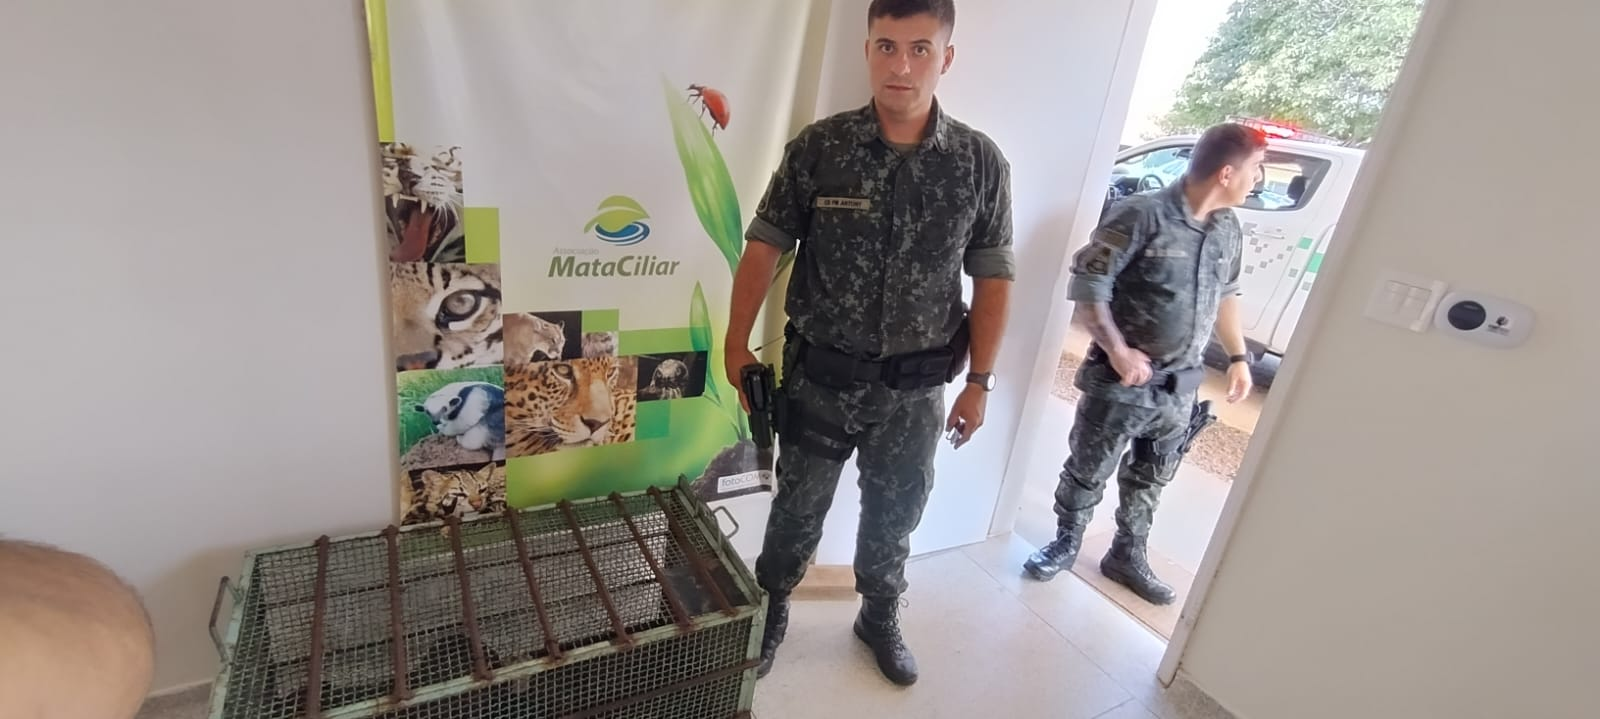 Associação
MataCiliar
CB PM ANTONY
fotoCOM